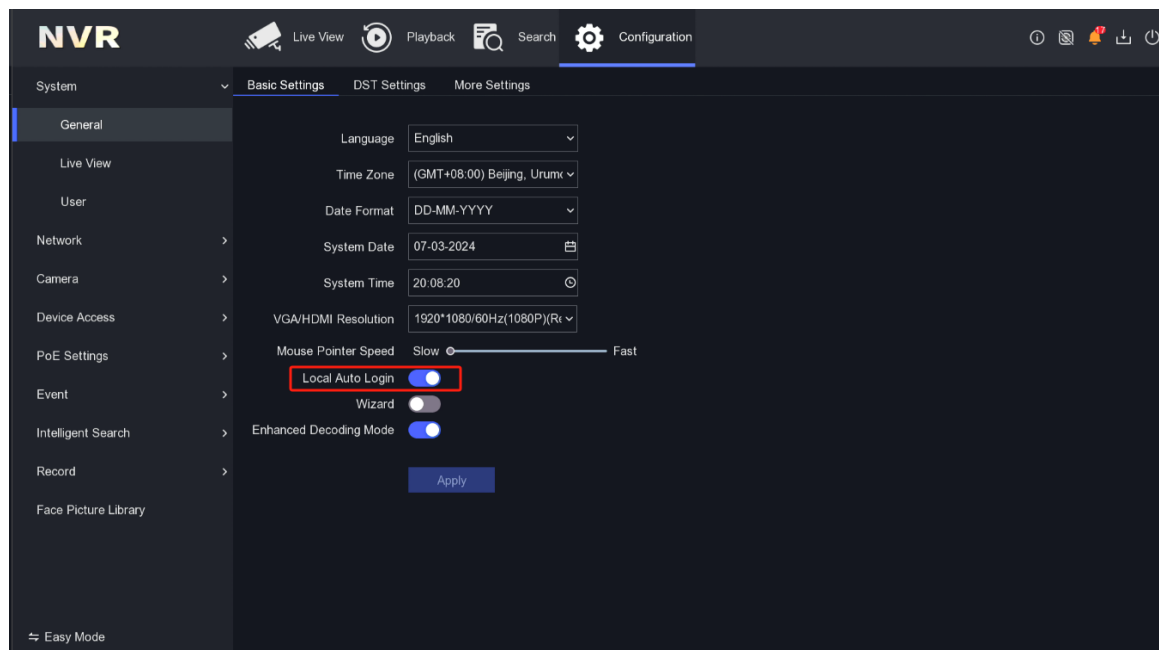 NVR Live View Playback Search Configuration 17
System Basic Settings DST Settings More Settings
General
Live View
User
Network
Camera
Device Access
PoE Settings
Event
Intelligent Search
Record
Face Picture Library
Easy Mode
Language English
Time Zone (GMT+08:00) Beijing, Urum
Date Format DD-MM-YYYY
System Date 07-03-2024
System Time 20:08:20
VGA/HDMI Resolution 1920*1080/60Hz(1080P)(Re
Mouse Pointer Speed Slow Fast
Local Auto Login
Wizard
Enhanced Decoding Mode
Apply